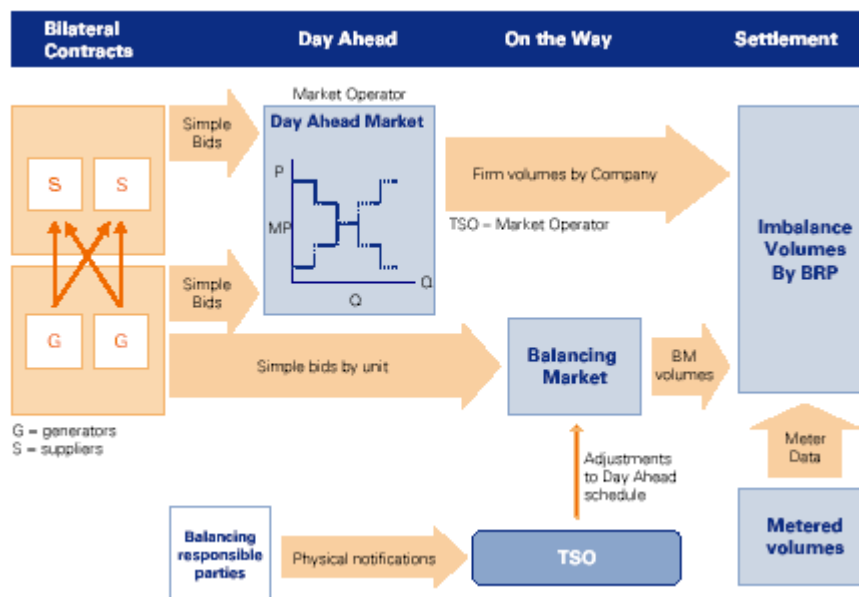 Bilateral
Contracts
Day Ahead
On the Way
Settlement
Market Operator
Day Ahead Market
Simple
Bids
S
S
P
MP
Q
Q
Firm volumes by Company
TSO – Market Operator
Imbalance
Volumes
By BRP
Simple
Bids
G
G
Simple bids by unit
Balancing
Market
BM
volumes
G = generators
S = suppliers
Adjustments
to Day Ahead
schedule
Meter
Data
Balancing
responsible
parties
Physical notifications
TSO
Metered
volumes